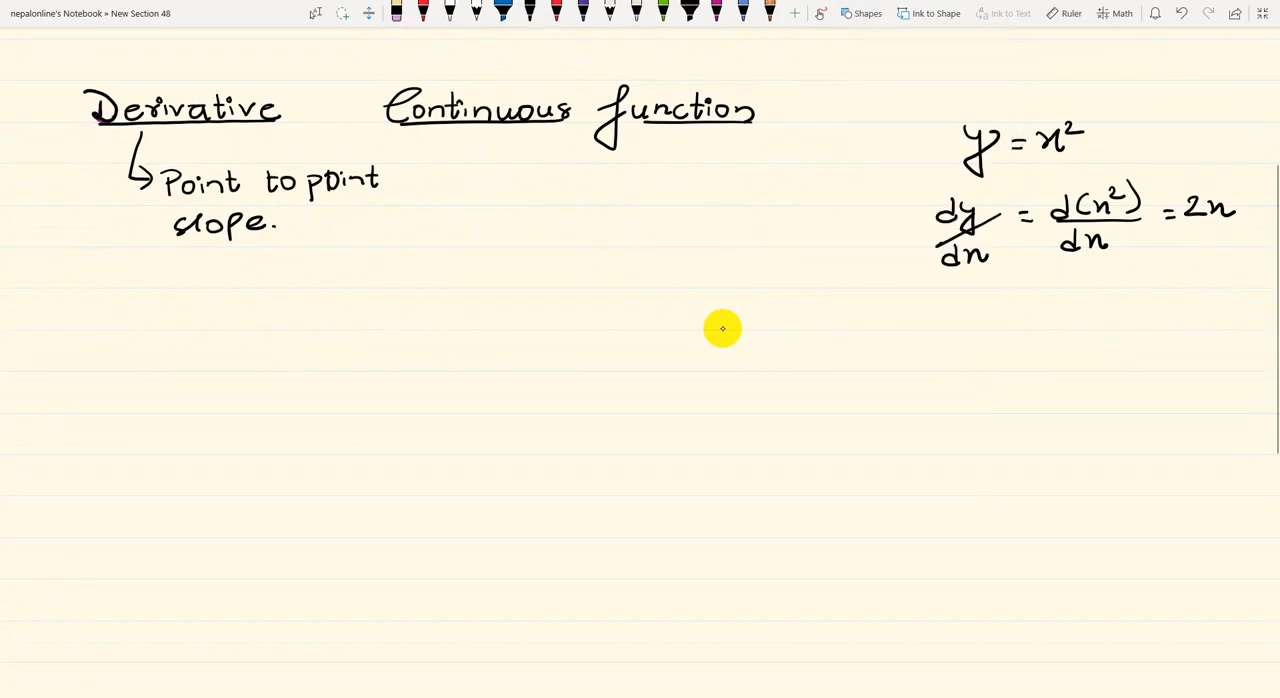 nepalonline's Notebook » New Section 48
Shapes Ink to Shape Ink to Text Ruler Math
Derivative Continuous function
Point to point
slope.
y = x²
dy/dx = d(x²)/dx = 2x